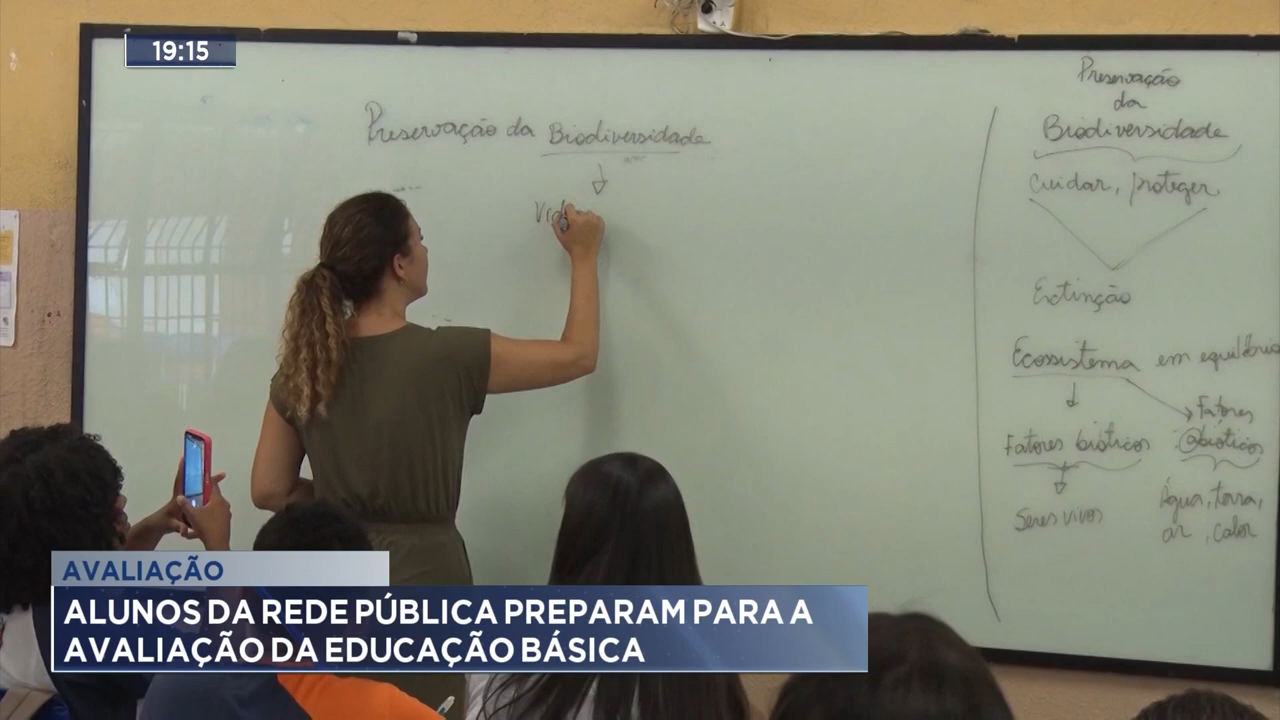 19:15
Preservação da Biodiversidade
Vida
Preservação
da
Biodiversidade
Cuidar, proteger
Extinção
Ecossistema em equilíbrio
Fatores bióticos
Seres vivos
Fatores
abióticos
Água, terra,
ar, calor
AVALIAÇÃO
ALUNOS DA REDE PÚBLICA PREPARAM PARA A
AVALIAÇÃO DA EDUCAÇÃO BÁSICA